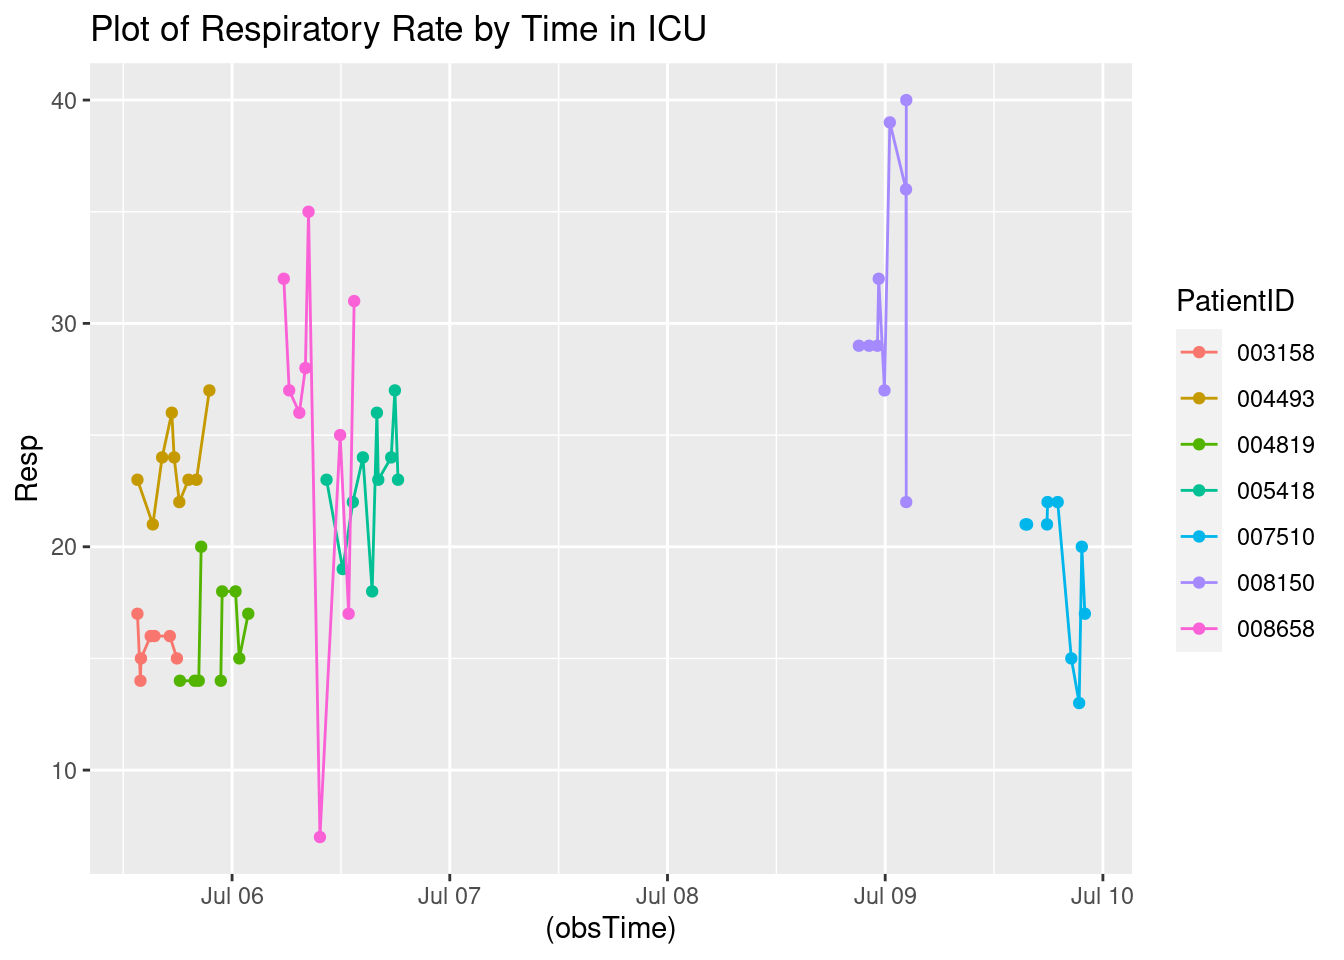 Plot of Respiratory Rate by Time in ICU
Resp
40
30
20
10
Jul 06 Jul 07 Jul 08 Jul 09 Jul 10
(obsTime)
PatientID
003158
004493
004819
005418
007510
008150
008658